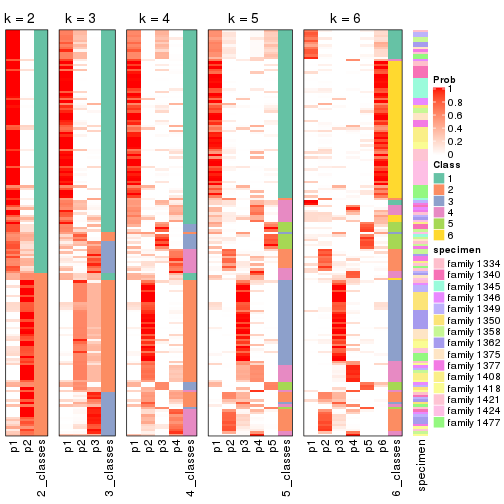 k = 2
k = 3
k = 4
k = 5
k = 6
p1
p2
2_classes
p1
p2
p3
3_classes
p1
p2
p3
p4
4_classes
p1
p2
p3
p4
p5
5_classes
p1
p2
p3
p4
p5
p6
6_classes
specimen
Prob
1
0.8
0.6
0.4
0.2
0
Class
1
2
3
4
5
6
specimen
family 1334
family 1340
family 1345
family 1346
family 1349
family 1350
family 1358
family 1362
family 1375
family 1377
family 1408
family 1418
family 1421
family 1424
family 1477